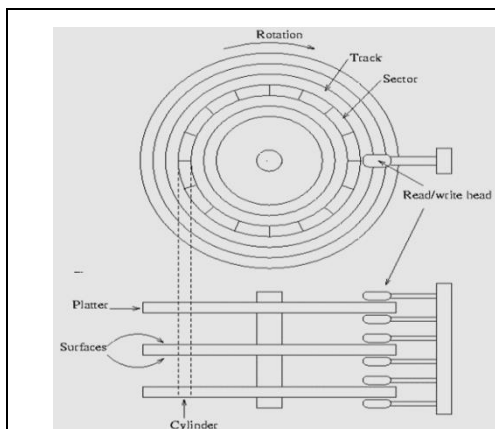 Rotation
Track
Sector
Read/write head
Platter
Surfaces
Cylinder